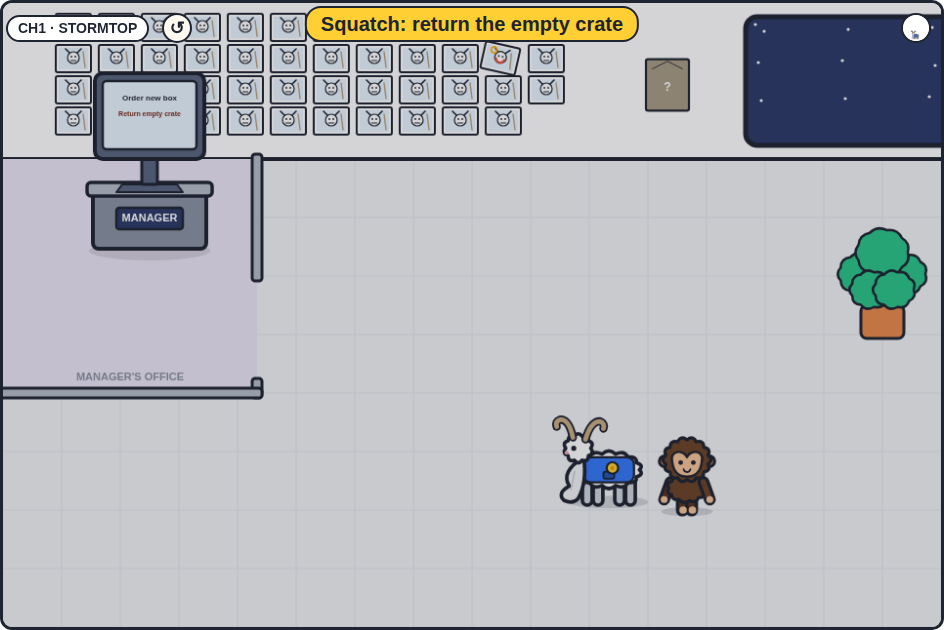 CH1 · STORMTOP
↺
Squatch: return the empty crate
Order new box
Return empty crate
?
MANAGER
MANAGER'S OFFICE